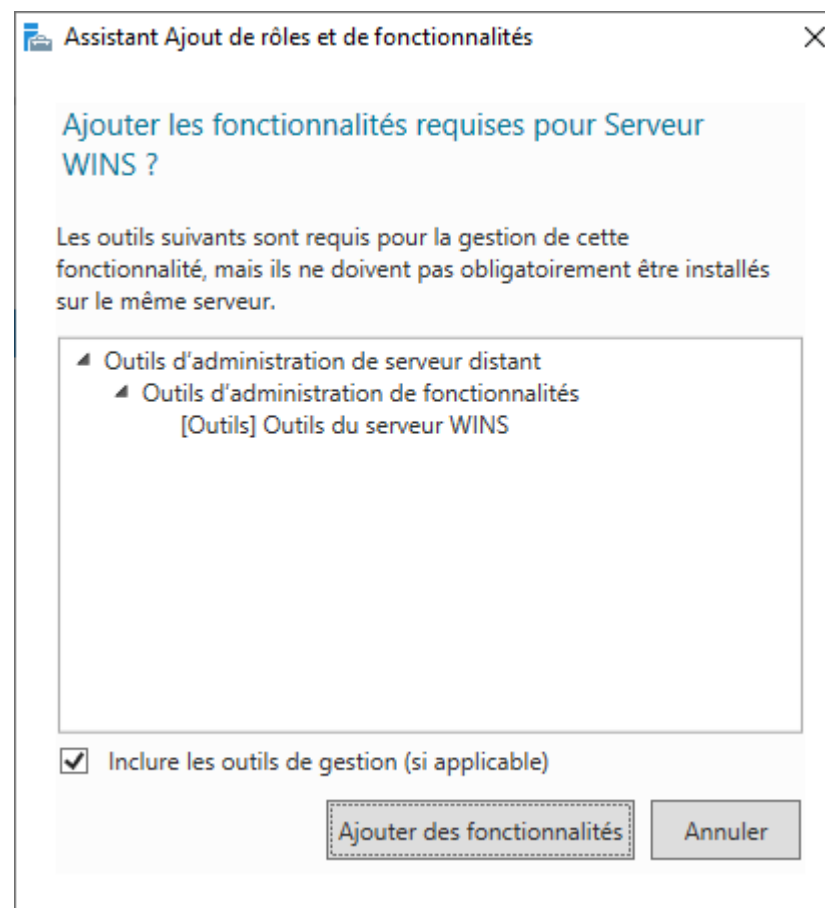 Assistant Ajout de rôles et de fonctionnalités
Ajouter les fonctionnalités requises pour Serveur
WINS ?
Les outils suivants sont requis pour la gestion de cette
fonctionnalité, mais ils ne doivent pas obligatoirement être installés
sur le même serveur.
Outils d'administration de serveur distant
Outils d'administration de fonctionnalités
[Outils] Outils du serveur WINS
Inclure les outils de gestion (si applicable)
Ajouter des fonctionnalités Annuler